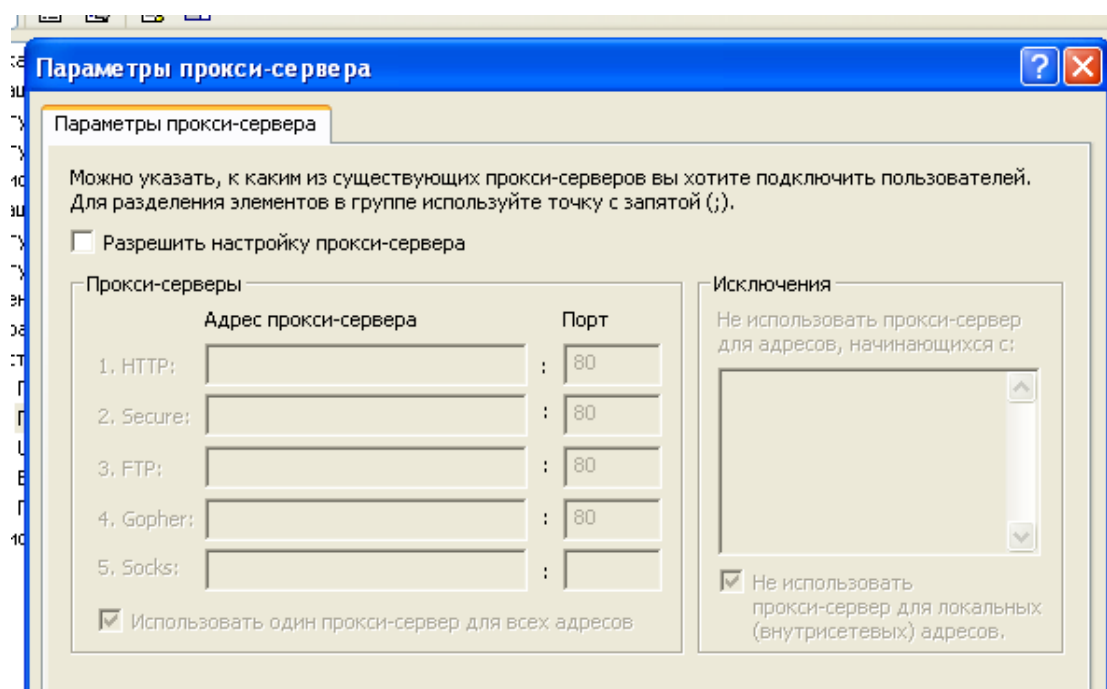 Параметры прокси-сервера
Параметры прокси-сервера
Можно указать, к каким из существующих прокси-серверов вы хотите подключить пользователей.
Для разделения элементов в группе используйте точку с запятой (;).
Разрешить настройку прокси-сервера
Прокси-серверы
Адрес прокси-сервера Порт
1. HTTP: : 80
2. Secure: : 80
3. FTP: : 80
4. Gopher: : 80
5. Socks: :
Использовать один прокси-сервер для всех адресов
Исключения
Не использовать прокси-сервер
для адресов, начинающихся с:
Не использовать
прокси-сервер для локальных
(внутрисетевых) адресов.